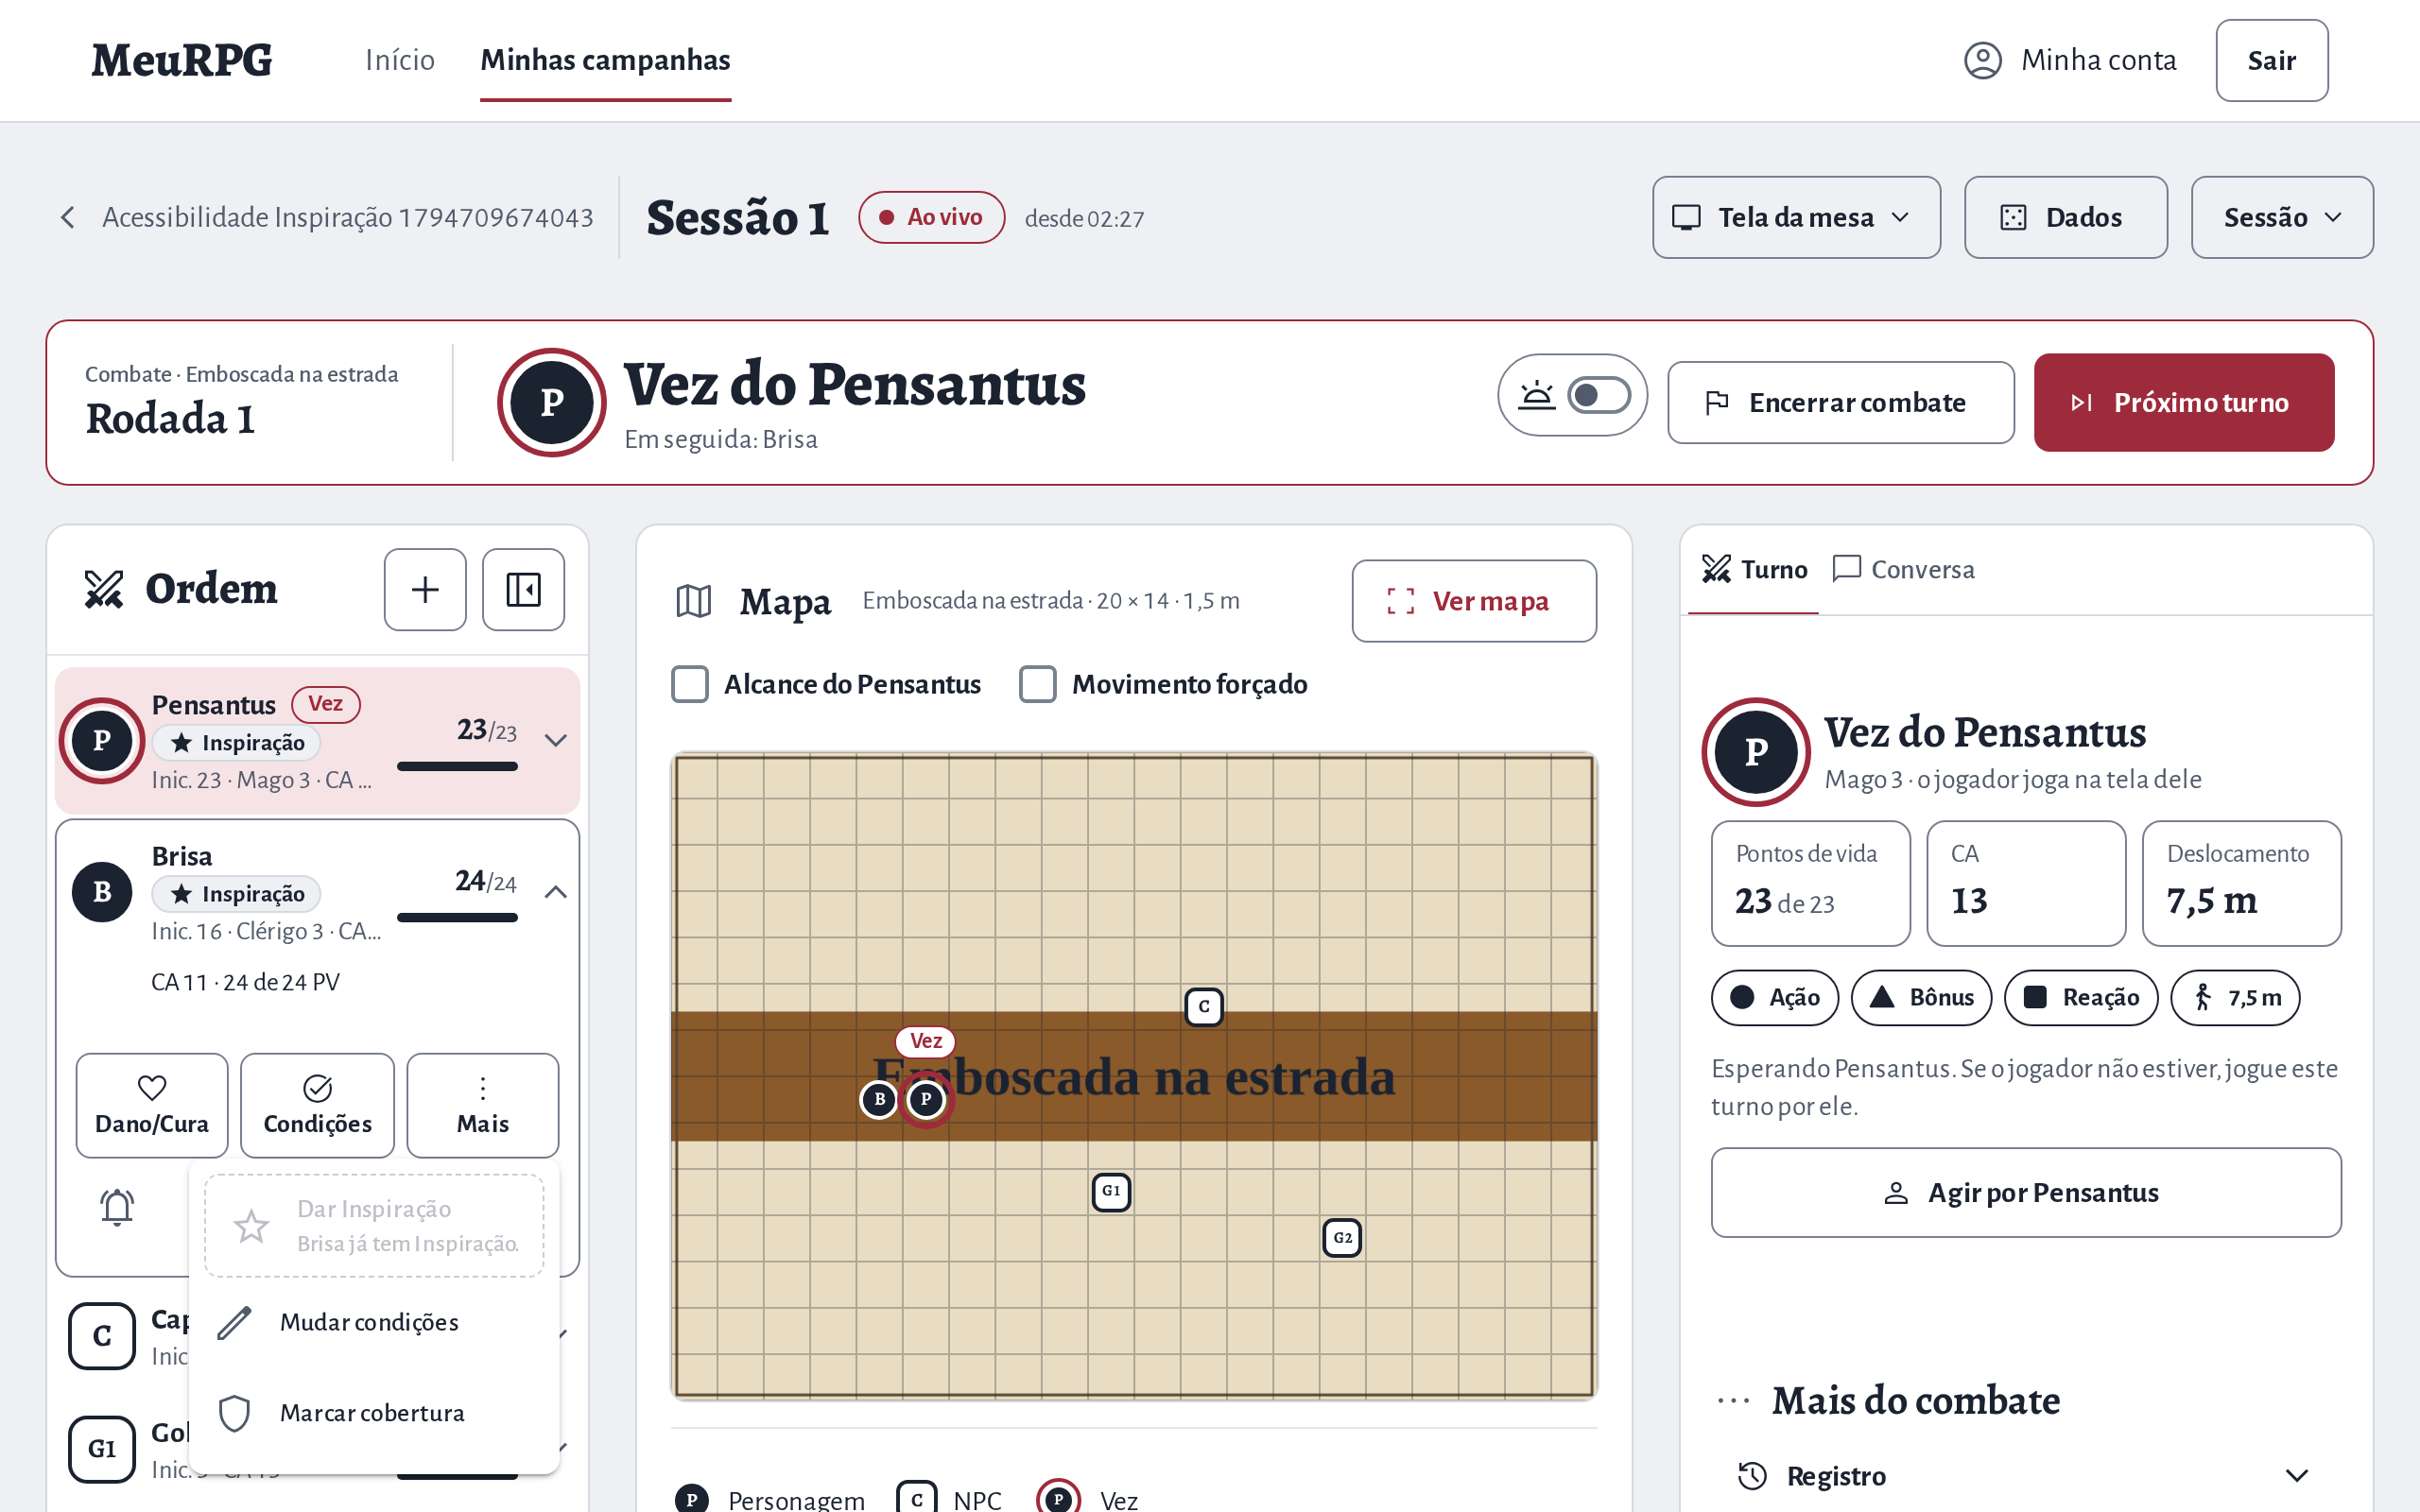 MeuRPG
Início
Minhas campanhas
Minha conta
Sair
Acessibilidade Inspiração 1794709674043
Sessão 1
Ao vivo
desde 02:27
Tela da mesa
Dados
Sessão
Combate · Emboscada na estrada
Rodada 1
P
Vez do Pensantus
Em seguida: Brisa
Encerrar combate
Próximo turno
Ordem
P
Pensantus
Vez
Inspiração
Inic. 23 · Mago 3 · CA ...
23/23
B
Brisa
Inspiração
Inic. 16 · Clérigo 3 · CA...
24/24
CA 11 · 24 de 24 PV
Dano/Cura
Condições
Mais
Dar Inspiração
Brisa já tem Inspiração.
Mudar condições
Marcar cobertura
C
G1
Mapa
Emboscada na estrada · 20 × 14 · 1,5 m
Ver mapa
Alcance do Pensantus
Movimento forçado
C
Vez
Emboscada na estrada
B
P
G1
G2
P
Personagem
C
NPC
P
Vez
Turno
Conversa
P
Vez do Pensantus
Mago 3 · o jogador joga na tela dele
Pontos de vida
23 de 23
CA
13
Deslocamento
7,5 m
Ação
Bônus
Reação
7,5 m
Esperando Pensantus. Se o jogador não estiver, jogue este
turno por ele.
Agir por Pensantus
Mais do combate
Registro